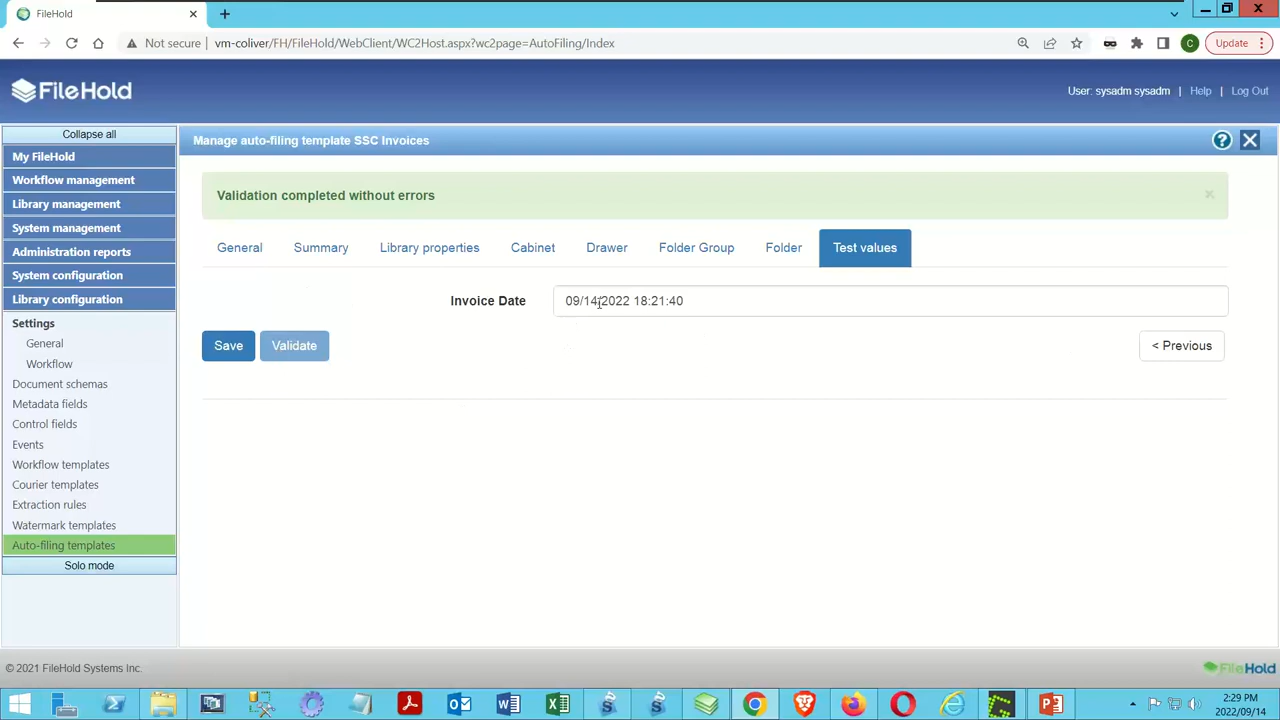 FileHold
Not secure
vm-coliver/FH/FileHold/WebClient/WC2Host.aspx?wc2page=AutoFiling/Index
C
Update
FileHold
User: sysadm sysadm | Help | Log Out
Collapse all
My FileHold
Workflow management
Library management
System management
Administration reports
System configuration
Library configuration
Settings
General
Workflow
Document schemas
Metadata fields
Control fields
Events
Workflow templates
Courier templates
Extraction rules
Watermark templates
Auto-filing templates
Solo mode
Manage auto-filing template SSC Invoices
Validation completed without errors
General Summary Library properties Cabinet Drawer Folder Group Folder Test values
Invoice Date 09/14/2022 18:21:40
Save Validate < Previous
© 2021 FileHold Systems Inc.
FileHold
2:29 PM
2022/09/14